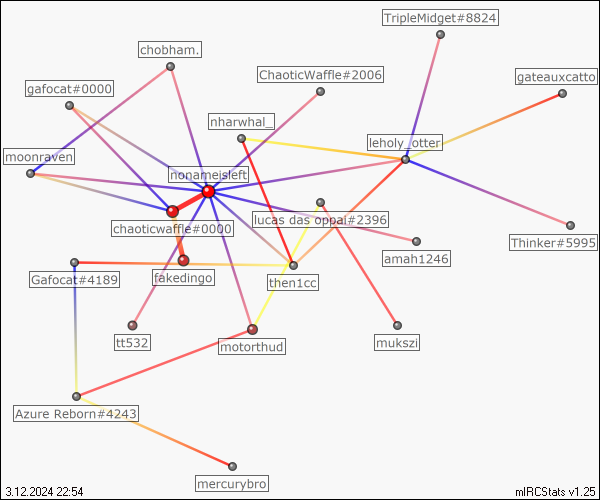 TripleMidget#8824
chobham.
ChaoticWaffle#2006
gateauxcatto
gafocat#0000
nharwhal_
leholy_otter
moonraven
nonameisleft
lucas das oppai#2396
chaoticwaffle#0000
Thinker#5995
amah1246
Gafocat#4189
fakedingo
then1cc
tt532
motorthud
mukszi
Azure Reborn#4243
mercurybro
3.12.2024 22:54
mIRCStats v1.25